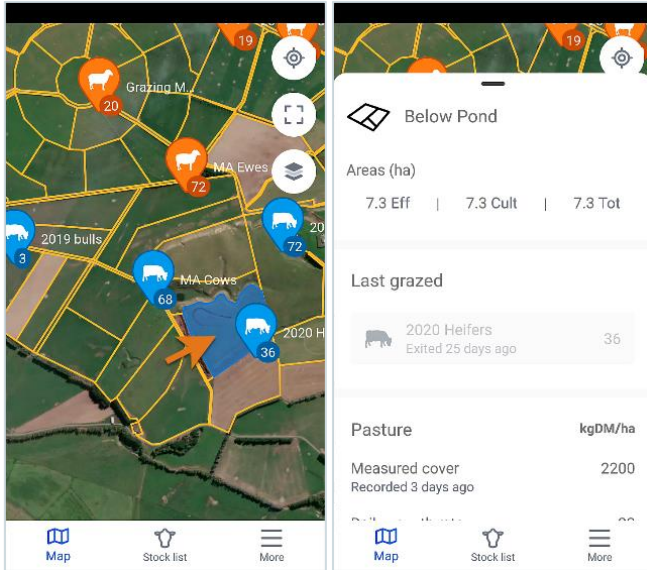 19
Grazing M...
20
MA Ewes
72
20
72
2019 bulls
3
MA Cows
68
2020 H
36
Map
Stock list
More
19
Below Pond
Areas (ha)
7.3 Eff | 7.3 Cult | 7.3 Tot
Last grazed
2020 Heifers
Exited 25 days ago
36
Pasture kgDM/ha
Measured cover 2200
Recorded 3 days ago
Map
Stock list
More